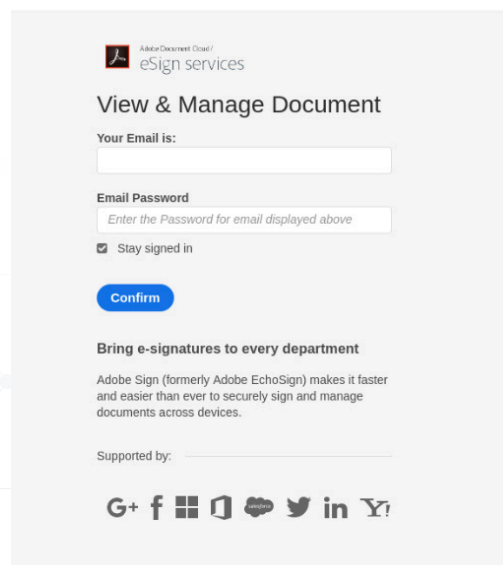 Adobe Document Cloud /
eSign services
View & Manage Document
Your Email is:
Email Password
Enter the Password for email displayed above
Stay signed in
Confirm
Bring e-signatures to every department
Adobe Sign (formerly Adobe EchoSign) makes it faster
and easier than ever to securely sign and manage
documents across devices.
Supported by:
G+ f salesforce in Y!